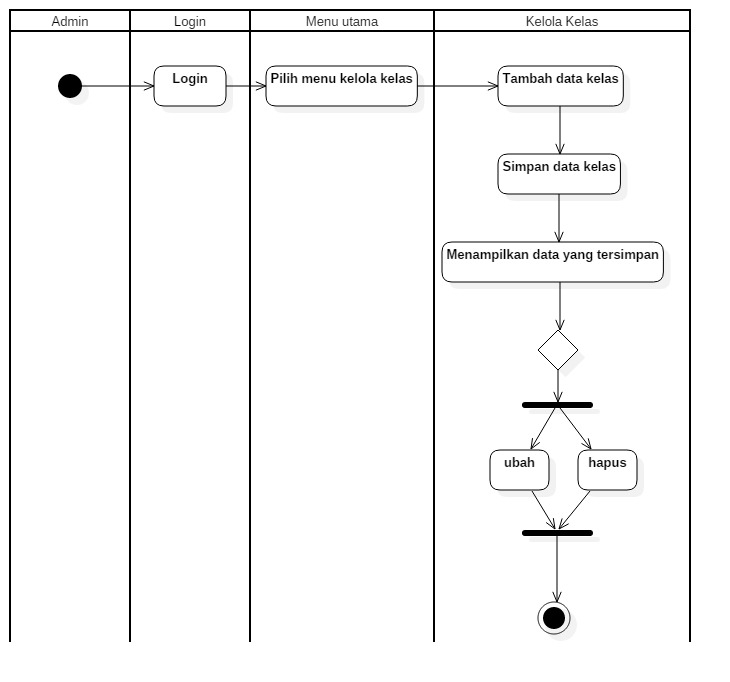 Admin
Login
Menu utama
Kelola Kelas
Login
Pilih menu kelola kelas
Tambah data kelas
Simpan data kelas
Menampilkan data yang tersimpan
ubah
hapus